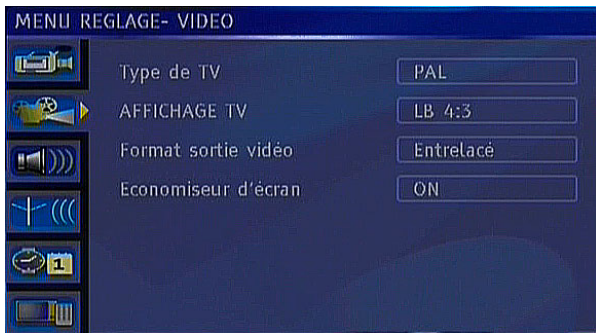 MENU REGLAGE- VIDEO
Type de TV PAL
AFFICHAGE TV LB 4:3
Format sortie vidéo Entrelacé
Economiseur d'écran ON
1